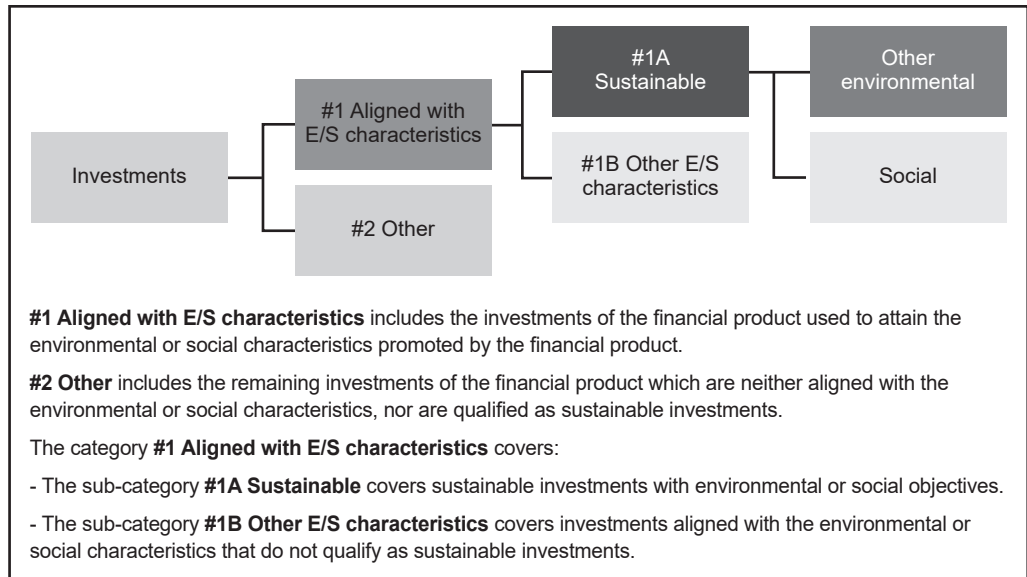 Investments
#1 Aligned with
E/S characteristics
#2 Other
#1A
Sustainable
#1B Other E/S
characteristics
Other
environmental
Social
#1 Aligned with E/S characteristics includes the investments of the financial product used to attain the
environmental or social characteristics promoted by the financial product.
#2 Other includes the remaining investments of the financial product which are neither aligned with the
environmental or social characteristics, nor are qualified as sustainable investments.
The category #1 Aligned with E/S characteristics covers:
- The sub-category #1A Sustainable covers sustainable investments with environmental or social objectives.
- The sub-category #1B Other E/S characteristics covers investments aligned with the environmental or
social characteristics that do not qualify as sustainable investments.